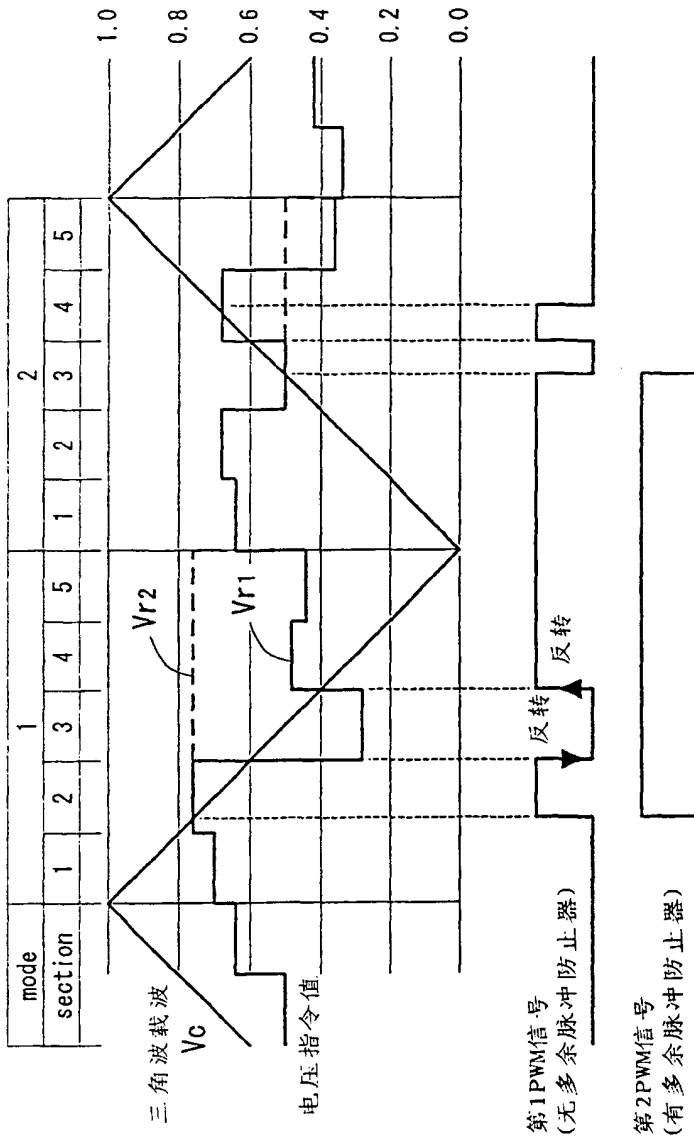 mode
1
2
section
1
2
3
4
5
1
2
3
4
5
三角波载波
Vc
1.0
0.8
0.6
0.4
0.2
0.0
Vr2
Vr1
电压指令值
反转
反转
第1PWM信号
(无多余脉冲防止器)
第2PWM信号
(有多余脉冲防止器)